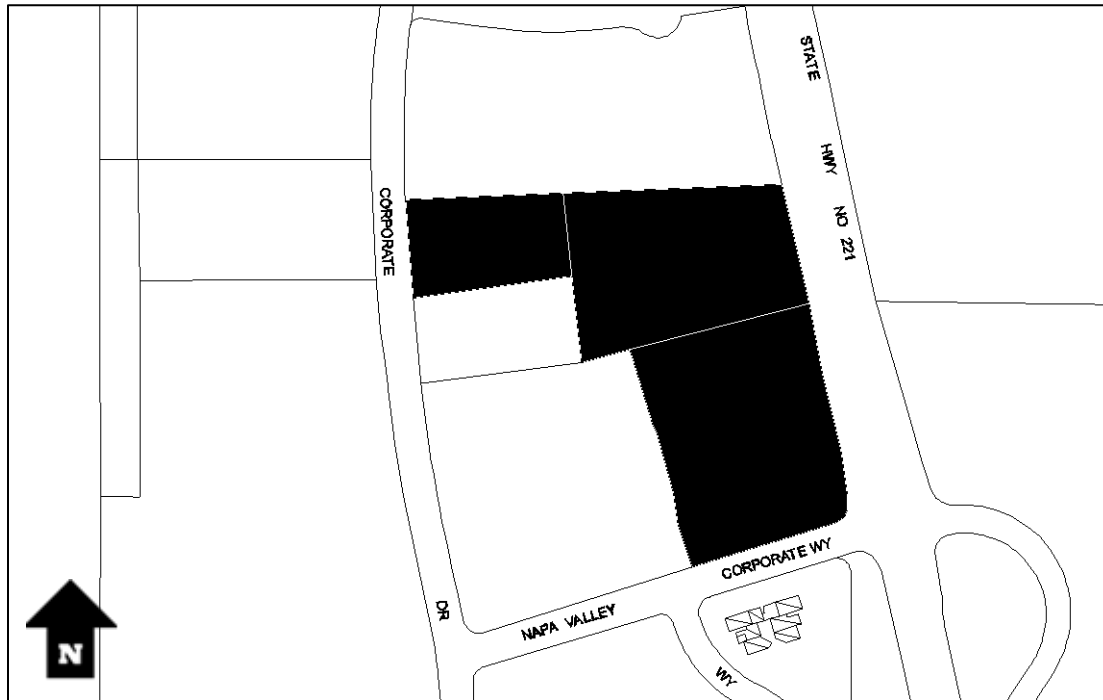 STATE HWY NO 221
CORPORATE DR
NAPA VALLEY CORPORATE WY
WY
N